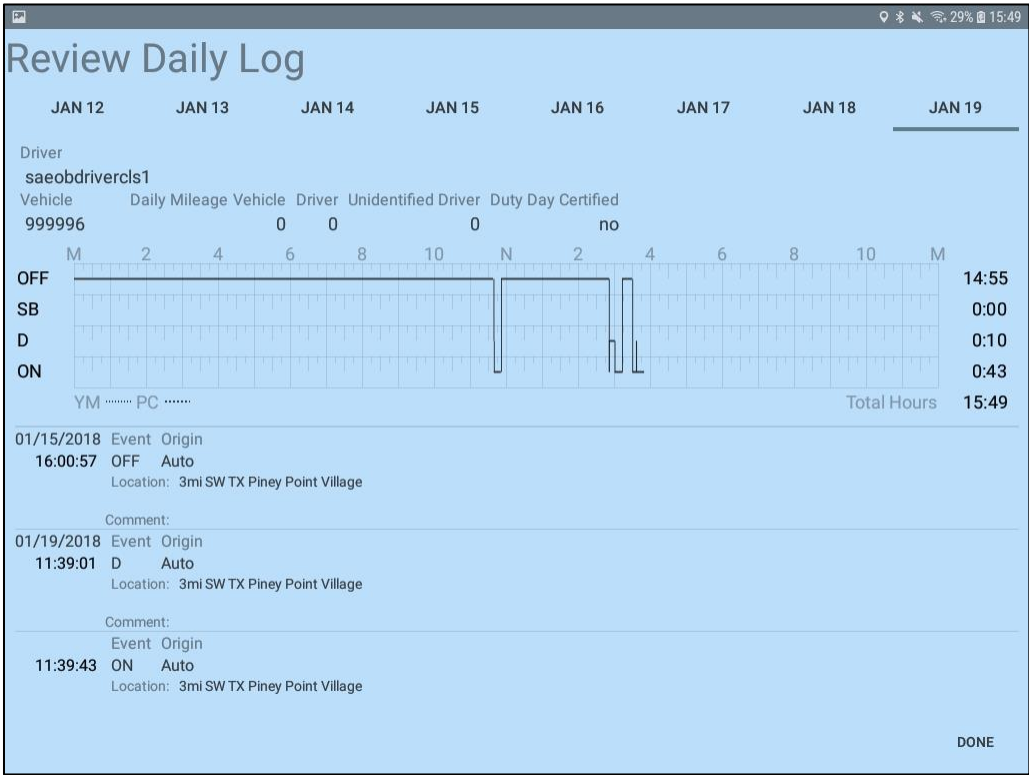 29% 15:49
Review Daily Log
JAN 12 JAN 13 JAN 14 JAN 15 JAN 16 JAN 17 JAN 18 JAN 19
Driver
saeobdrivercls1
Vehicle Daily Mileage Vehicle Driver Unidentified Driver Duty Day Certified
999996 0 0 0 no
M 2 4 6 8 10 N 2 4 6 8 10 M
OFF 14:55
SB 0:00
D 0:10
ON 0:43
YM ........ PC ...... Total Hours 15:49
01/15/2018 Event Origin
16:00:57 OFF Auto
Location: 3mi SW TX Piney Point Village
Comment:
01/19/2018 Event Origin
11:39:01 D Auto
Location: 3mi SW TX Piney Point Village
Comment:
Event Origin
11:39:43 ON Auto
Location: 3mi SW TX Piney Point Village
DONE